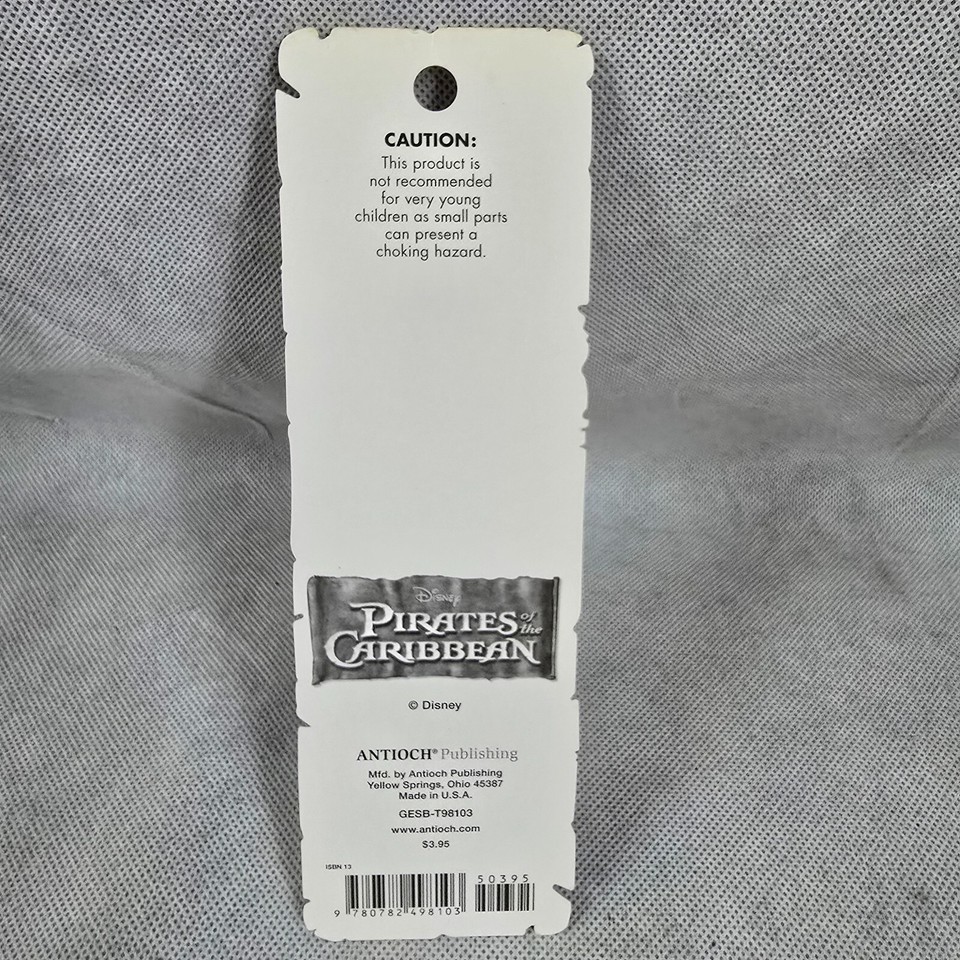 CAUTION:
This product is
not recommended
for very young
children as small parts
can present a
choking hazard.
Disney
PIRATES of the
CARIBBEAN
© Disney
ANTIOCH® Publishing
Mfd. by Antioch Publishing
Yellow Springs, Ohio 45387
Made in U.S.A.
GESB-T98103
www.antioch.com
$3.95
ISBN 13
50395
9 780782 498103